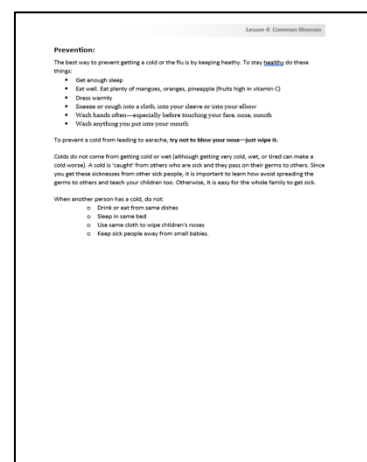 Lesson 4: Common Illnesses
Prevention:
The best way to prevent getting a cold or the flu is by keeping heathy. To stay healthy do these
things:
• Get enough sleep
• Eat well. Eat plenty of mangoes, oranges, pineapple (fruits high in vitamin C)
• Dress warmly
• Sneeze or cough into a cloth, into your sleeve or into your elbow
• Wash hands often—especially before touching your face, nose, mouth
• Wash anything you put into your mouth
To prevent a cold from leading to earache, try not to blow your nose—just wipe it.
Colds do not come from getting cold or wet (although getting very cold, wet, or tired can make a
cold worse). A cold is 'caught' from others who are sick and they pass on their germs to others. Since
you get these sicknesses from other sick people, it is important to learn how avoid spreading the
germs to others and teach your children too. Otherwise, it is easy for the whole family to get sick.
When another person has a cold, do not:
o Drink or eat from same dishes
o Sleep in same bed
o Use same cloth to wipe children's noses
o Keep sick people away from small babies.